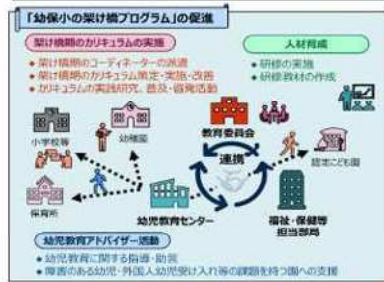 「幼保小の架け橋プログラム」の促進
架け橋期のカリキュラムの実施
● 架け橋期のコーディネーターの派遣
● 架け橋期のカリキュラム策定・実施・改善
● カリキュラムの実践研究、普及・啓発活動
人材育成
● 研修の実施
● 研修教材の作成
小学校等
幼稚園
保育所
教育委員会
連携
認定こども園
幼児教育センター
福祉・保健等
担当部局
幼児教育アドバイザー活動
● 幼児教育に関する指導・助言
● 障害のある幼児・外国人幼児受け入れ等の課題を持つ園への支援